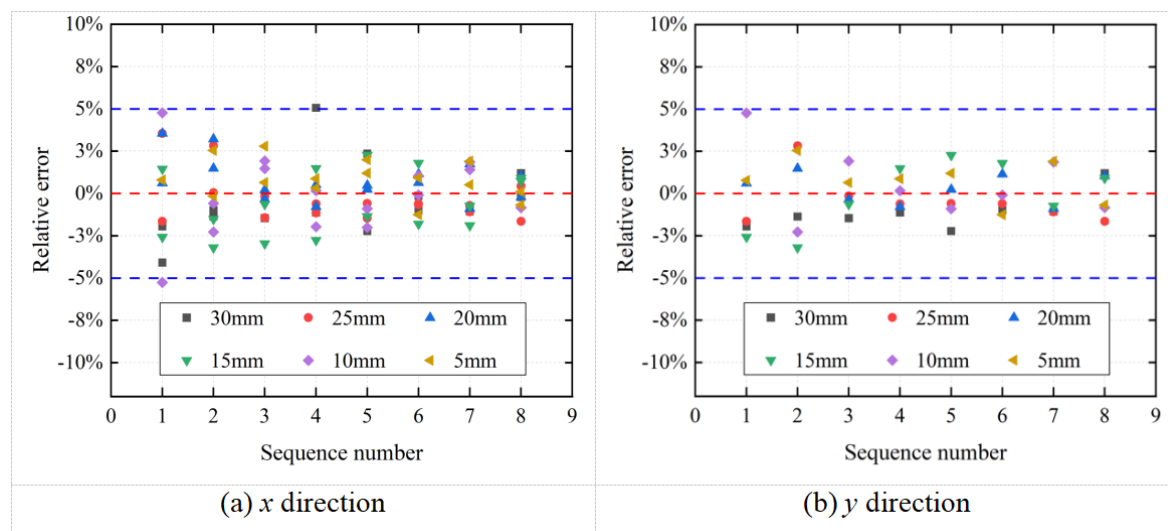 10%
8%
5%
3%
0%
-3%
-5%
-8%
-10%
Relative error
30mm 25mm 20mm
15mm 10mm 5mm
0 1 2 3 4 5 6 7 8 9
Sequence number
(a) x direction
10%
8%
5%
3%
0%
-3%
-5%
-8%
-10%
Relative error
30mm 25mm 20mm
15mm 10mm 5mm
0 1 2 3 4 5 6 7 8 9
Sequence number
(b) y direction